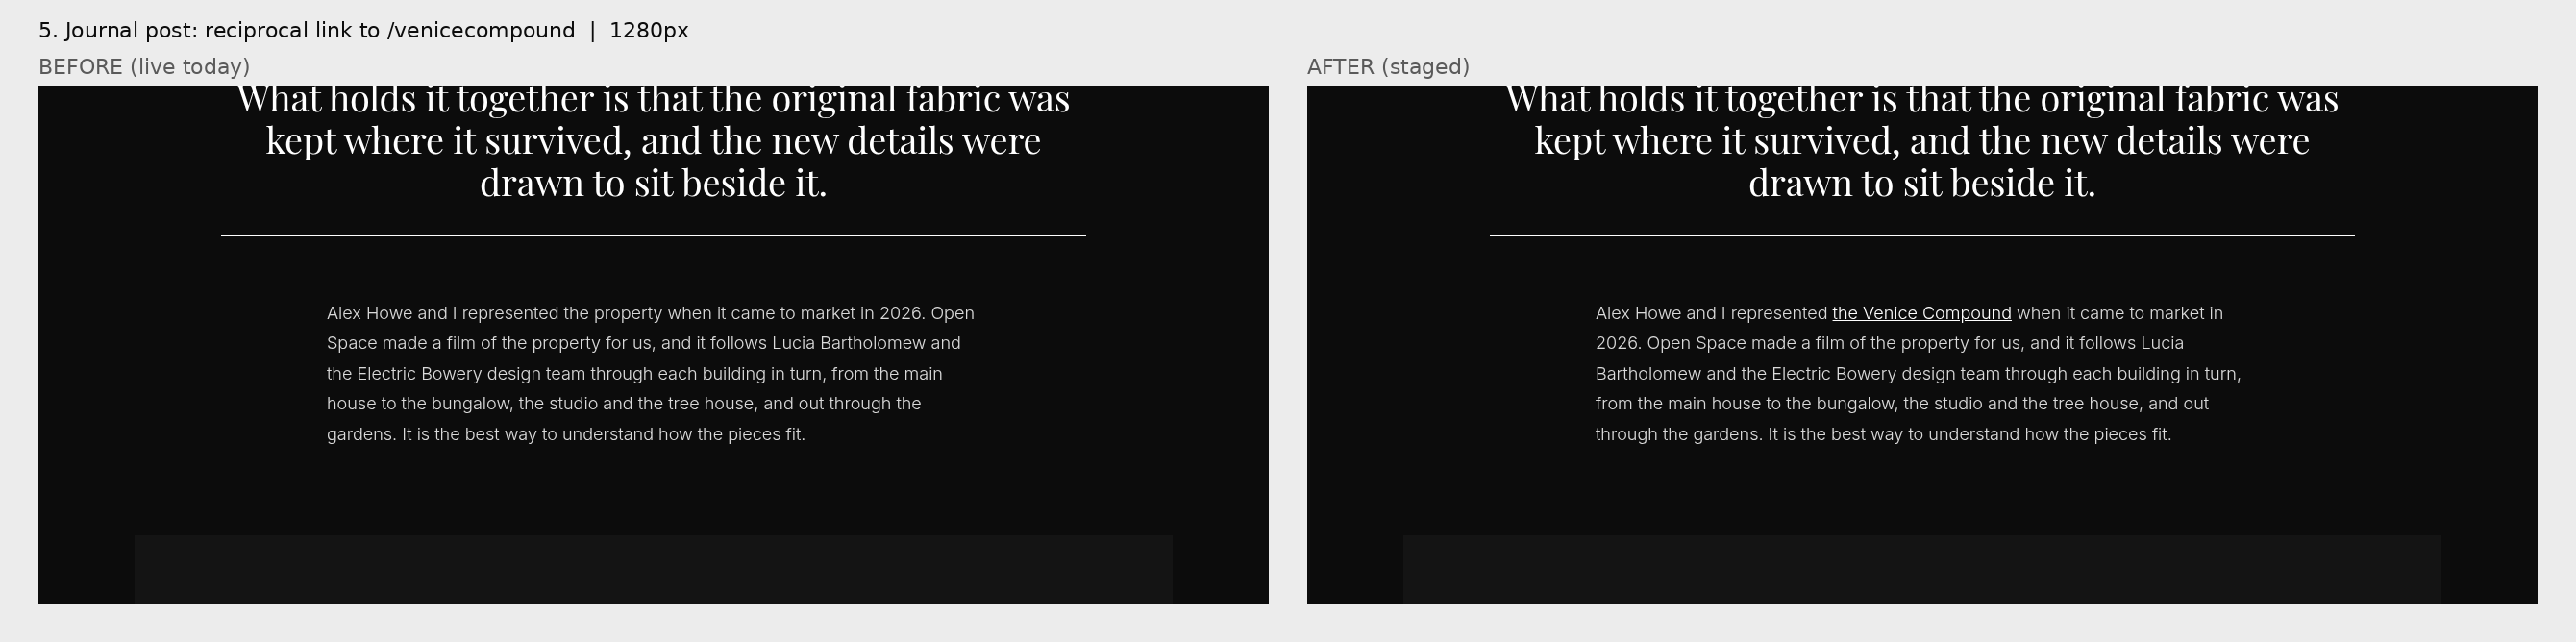 5. Journal post: reciprocal link to /venicecompound | 1280px
BEFORE (live today)
What holds it together is that the original fabric was
kept where it survived, and the new details were
drawn to sit beside it.
Alex Howe and I represented the property when it came to market in 2026. Open
Space made a film of the property for us, and it follows Lucia Bartholomew and
the Electric Bowery design team through each building in turn, from the main
house to the bungalow, the studio and the tree house, and out through the
gardens. It is the best way to understand how the pieces fit.
AFTER (staged)
What holds it together is that the original fabric was
kept where it survived, and the new details were
drawn to sit beside it.
Alex Howe and I represented the Venice Compound when it came to market in
2026. Open Space made a film of the property for us, and it follows Lucia
Bartholomew and the Electric Bowery design team through each building in turn,
from the main house to the bungalow, the studio and the tree house, and out
through the gardens. It is the best way to understand how the pieces fit.